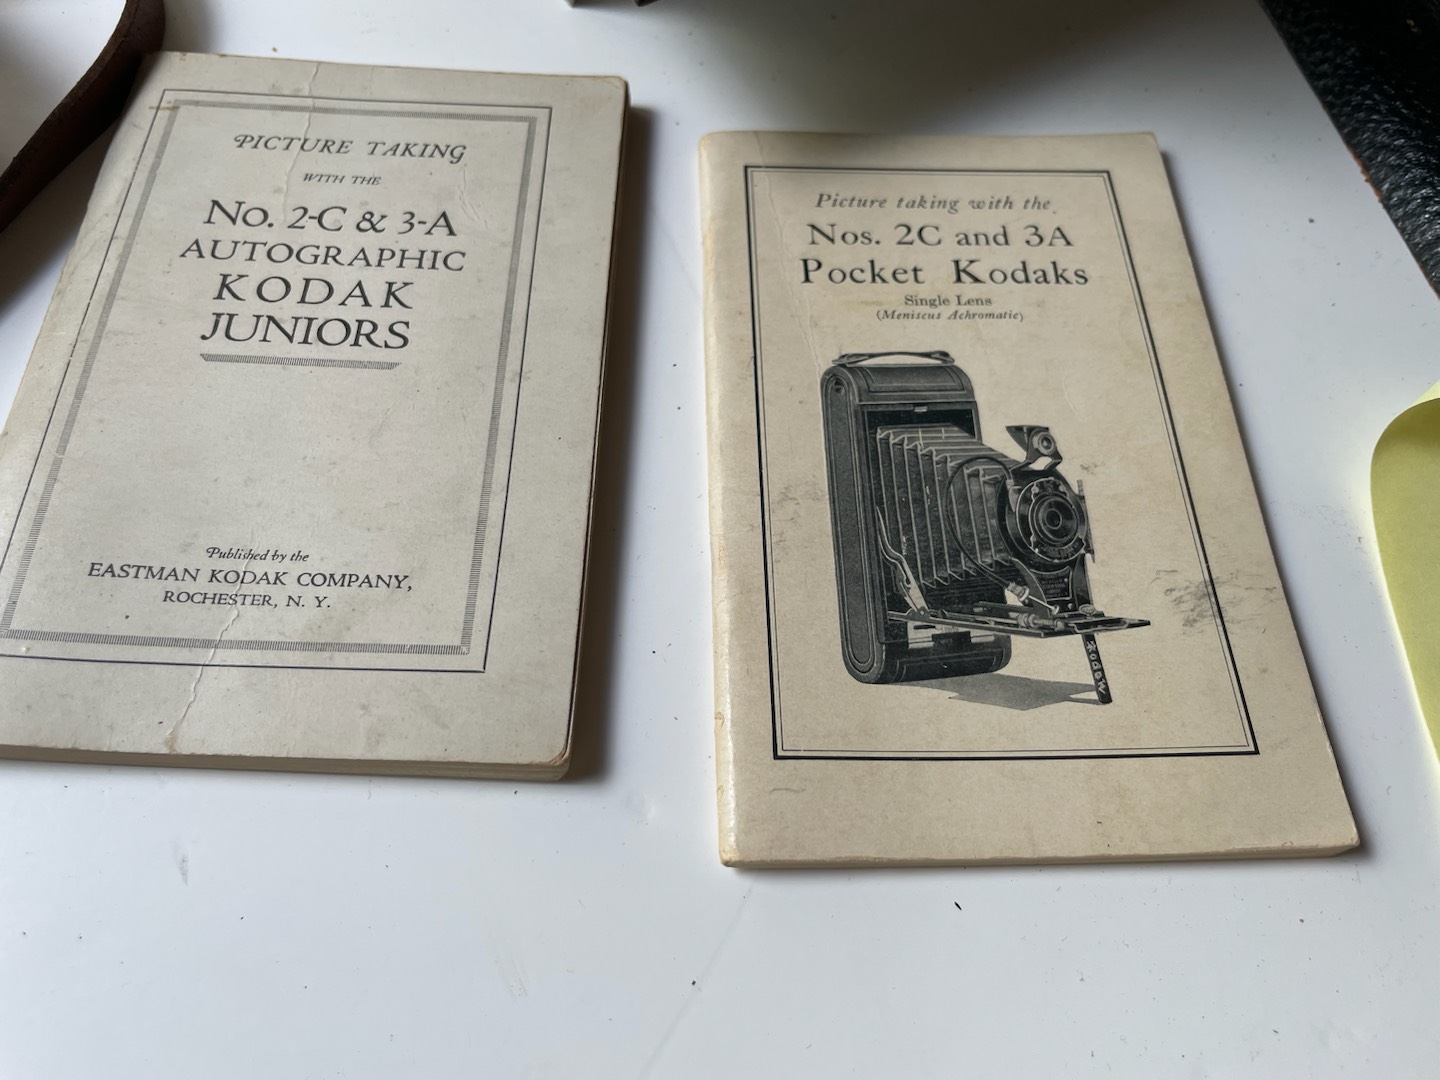 PICTURE TAKING
WITH THE
No. 2-C & 3-A
AUTOGRAPHIC
KODAK
JUNIORS
Published by the
EASTMAN KODAK COMPANY,
ROCHESTER, N. Y.
Picture taking with the
Nos. 2C and 3A
Pocket Kodaks
Single Lens
(Meniscus Achromatic)
KODAK